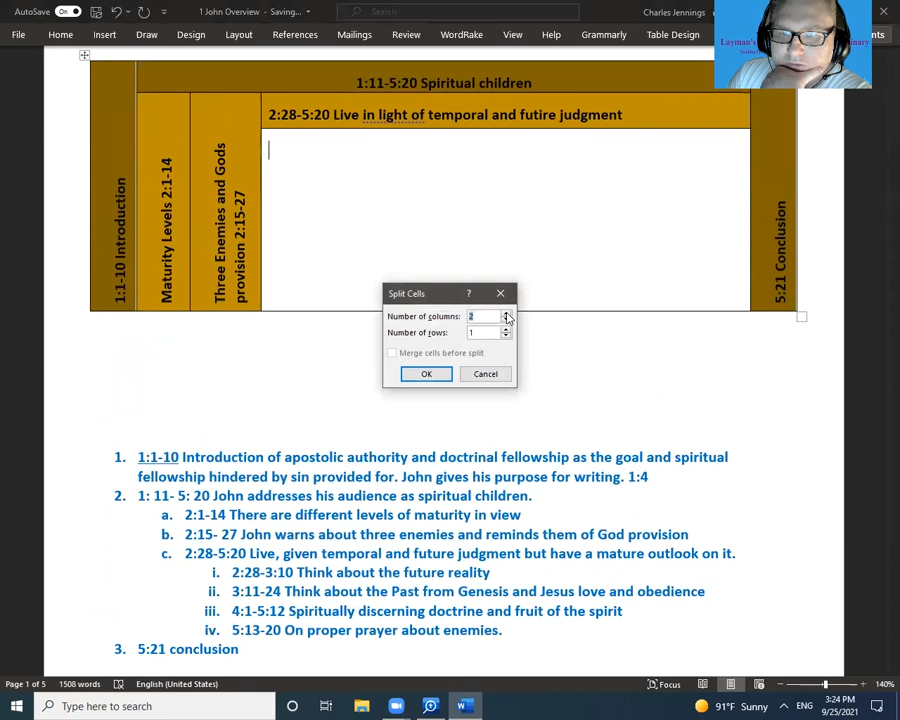 AutoSave On 1 John Overview - Saving... Search Charles Jennings
File Home Insert Draw Design Layout References Mailings Review WordRake View Help Grammarly Table Design
Layman's
1:11-5:20 Spiritual children
2:28-5:20 Live in light of temporal and futire judgment
1:1-10 Introduction
Maturity Levels 2:1-14
Three Enemies and Gods
provision 2:15-27
5:21 Conclusion
Split Cells ?
Number of columns: 2
Number of rows: 1
Merge cells before split
OK Cancel
1. 1:1-10 Introduction of apostolic authority and doctrinal fellowship as the goal and spiritual
fellowship hindered by sin provided for. John gives his purpose for writing. 1:4
2. 1: 11- 5: 20 John addresses his audience as spiritual children.
a. 2:1-14 There are different levels of maturity in view
b. 2:15- 27 John warns about three enemies and reminds them of God provision
c. 2:28-5:20 Live, given temporal and future judgment but have a mature outlook on it.
i. 2:28-3:10 Think about the future reality
ii. 3:11-24 Think about the Past from Genesis and Jesus love and obedience
iii. 4:1-5:12 Spiritually discerning doctrine and fruit of the spirit
iv. 5:13-20 On proper prayer about enemies.
3. 5:21 conclusion
Page 1 of 5 1508 words English (United States) Focus 140%
Type here to search 91°F Sunny ENG 3:24 PM
9/25/2021